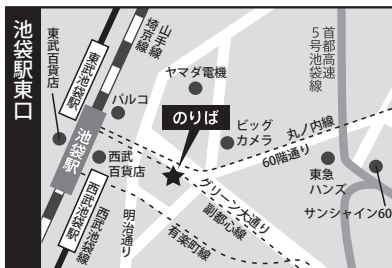 池袋駅東口
東武百貨店
東武池袋駅
山手線
埼京線
ヤマダ電機
首都高速
5号池袋線
パルコ
のりば
ビッグ
カメラ
丸ノ内線
60階通り
池袋駅
西武
百貨店
東急
ハンズ
サンシャイン60
グリーン大通り
副都心線
有楽町線
明治通り
西武池袋駅
西武池袋線